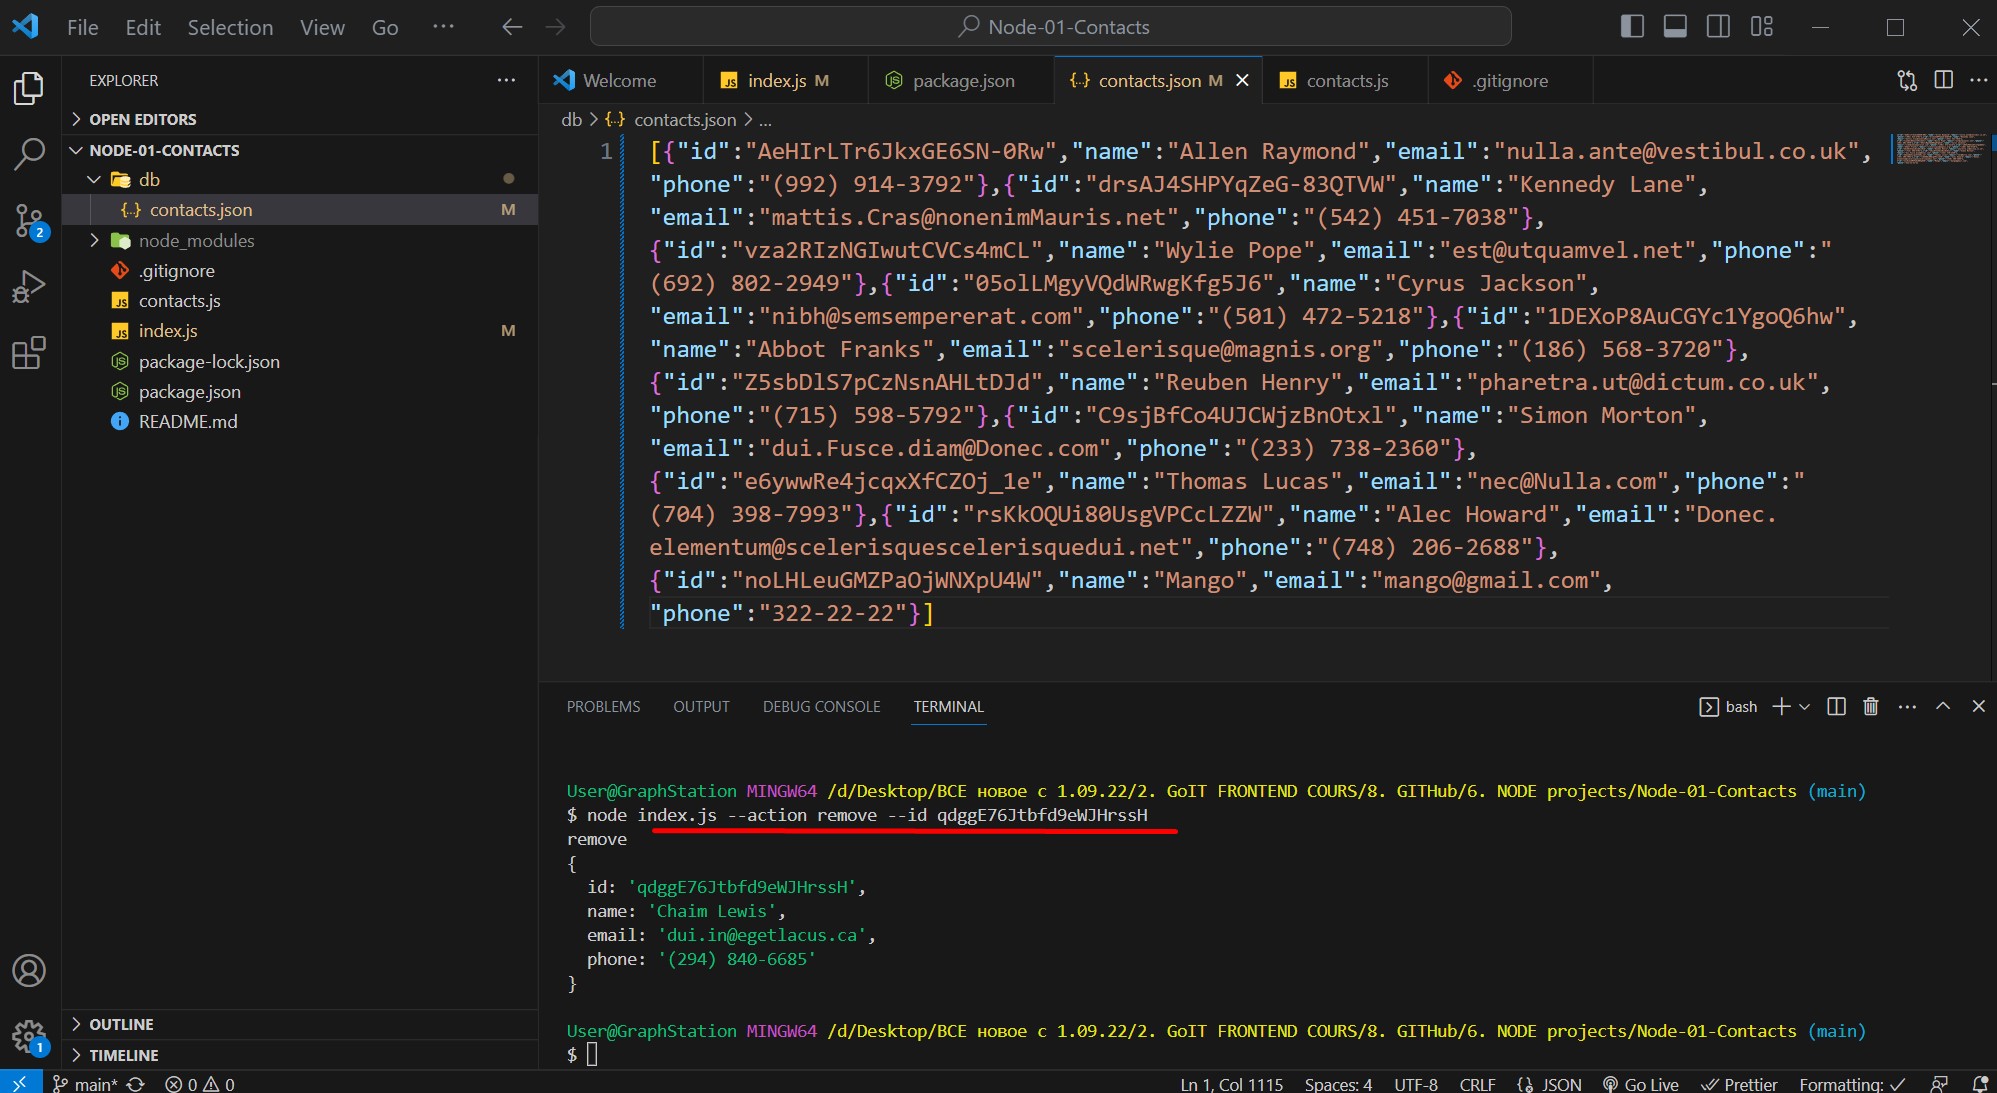 File Edit Selection View Go ··· Node-01-Contacts
EXPLORER ···
OPEN EDITORS
NODE-01-CONTACTS
db
{..} contacts.json M
node_modules
.gitignore
JS contacts.js
JS index.js M
package-lock.json
package.json
README.md
OUTLINE
TIMELINE
2
1
Welcome JS index.js M package.json {..} contacts.json M JS contacts.js .gitignore
db > {..} contacts.json > ...
1 [{"id":"AeHIrLTr6JkxGE6SN-0Rw","name":"Allen Raymond","email":"nulla.ante@vestibul.co.uk",
"phone":"(992) 914-3792"},{"id":"drsAJ4SHPYqZeG-83QTVW","name":"Kennedy Lane",
"email":"mattis.Cras@nonenimMauris.net","phone":"(542) 451-7038"},
{"id":"vza2RIzNGIwutCVCs4mCL","name":"Wylie Pope","email":"est@utquamvel.net","phone":"
(692) 802-2949"},{"id":"05olLMgyVQdWRwgKfg5J6","name":"Cyrus Jackson",
"email":"nibh@semsempererat.com","phone":"(501) 472-5218"},{"id":"1DEXoP8AuCGYc1YgoQ6hw",
"name":"Abbot Franks","email":"scelerisque@magnis.org","phone":"(186) 568-3720"},
{"id":"Z5sbDlS7pCzNsnAHLtDJd","name":"Reuben Henry","email":"pharetra.ut@dictum.co.uk",
"phone":"(715) 598-5792"},{"id":"C9sjBfCo4UJCWjzBnOtxl","name":"Simon Morton",
"email":"dui.Fusce.diam@Donec.com","phone":"(233) 738-2360"},
{"id":"e6ywwRe4jcqxXfCZOj_1e","name":"Thomas Lucas","email":"nec@Nulla.com","phone":"
(704) 398-7993"},{"id":"rsKkOQUi80UsgVPCcLZZW","name":"Alec Howard","email":"Donec.
elementum@scelerisquescelerisquedui.net","phone":"(748) 206-2688"},
{"id":"noLHLeuGMZPaOjWNXpU4W","name":"Mango","email":"mango@gmail.com",
"phone":"322-22-22"}]
PROBLEMS OUTPUT DEBUG CONSOLE TERMINAL bash
User@GraphStation MINGW64 /d/Desktop/ВСЕ новое с 1.09.22/2. GoIT FRONTEND COURS/8. GITHub/6. NODE projects/Node-01-Contacts (main)
$ node index.js --action remove --id qdggE76Jtbfd9eWJHrssH
remove
{
id: 'qdggE76Jtbfd9eWJHrssH',
name: 'Chaim Lewis',
email: 'dui.in@egetlacus.ca',
phone: '(294) 840-6685'
}
User@GraphStation MINGW64 /d/Desktop/ВСЕ новое с 1.09.22/2. GoIT FRONTEND COURS/8. GITHub/6. NODE projects/Node-01-Contacts (main)
$
main* 0 0 Ln 1, Col 1115 Spaces: 4 UTF-8 CRLF JSON Go Live Prettier Formatting: ✓